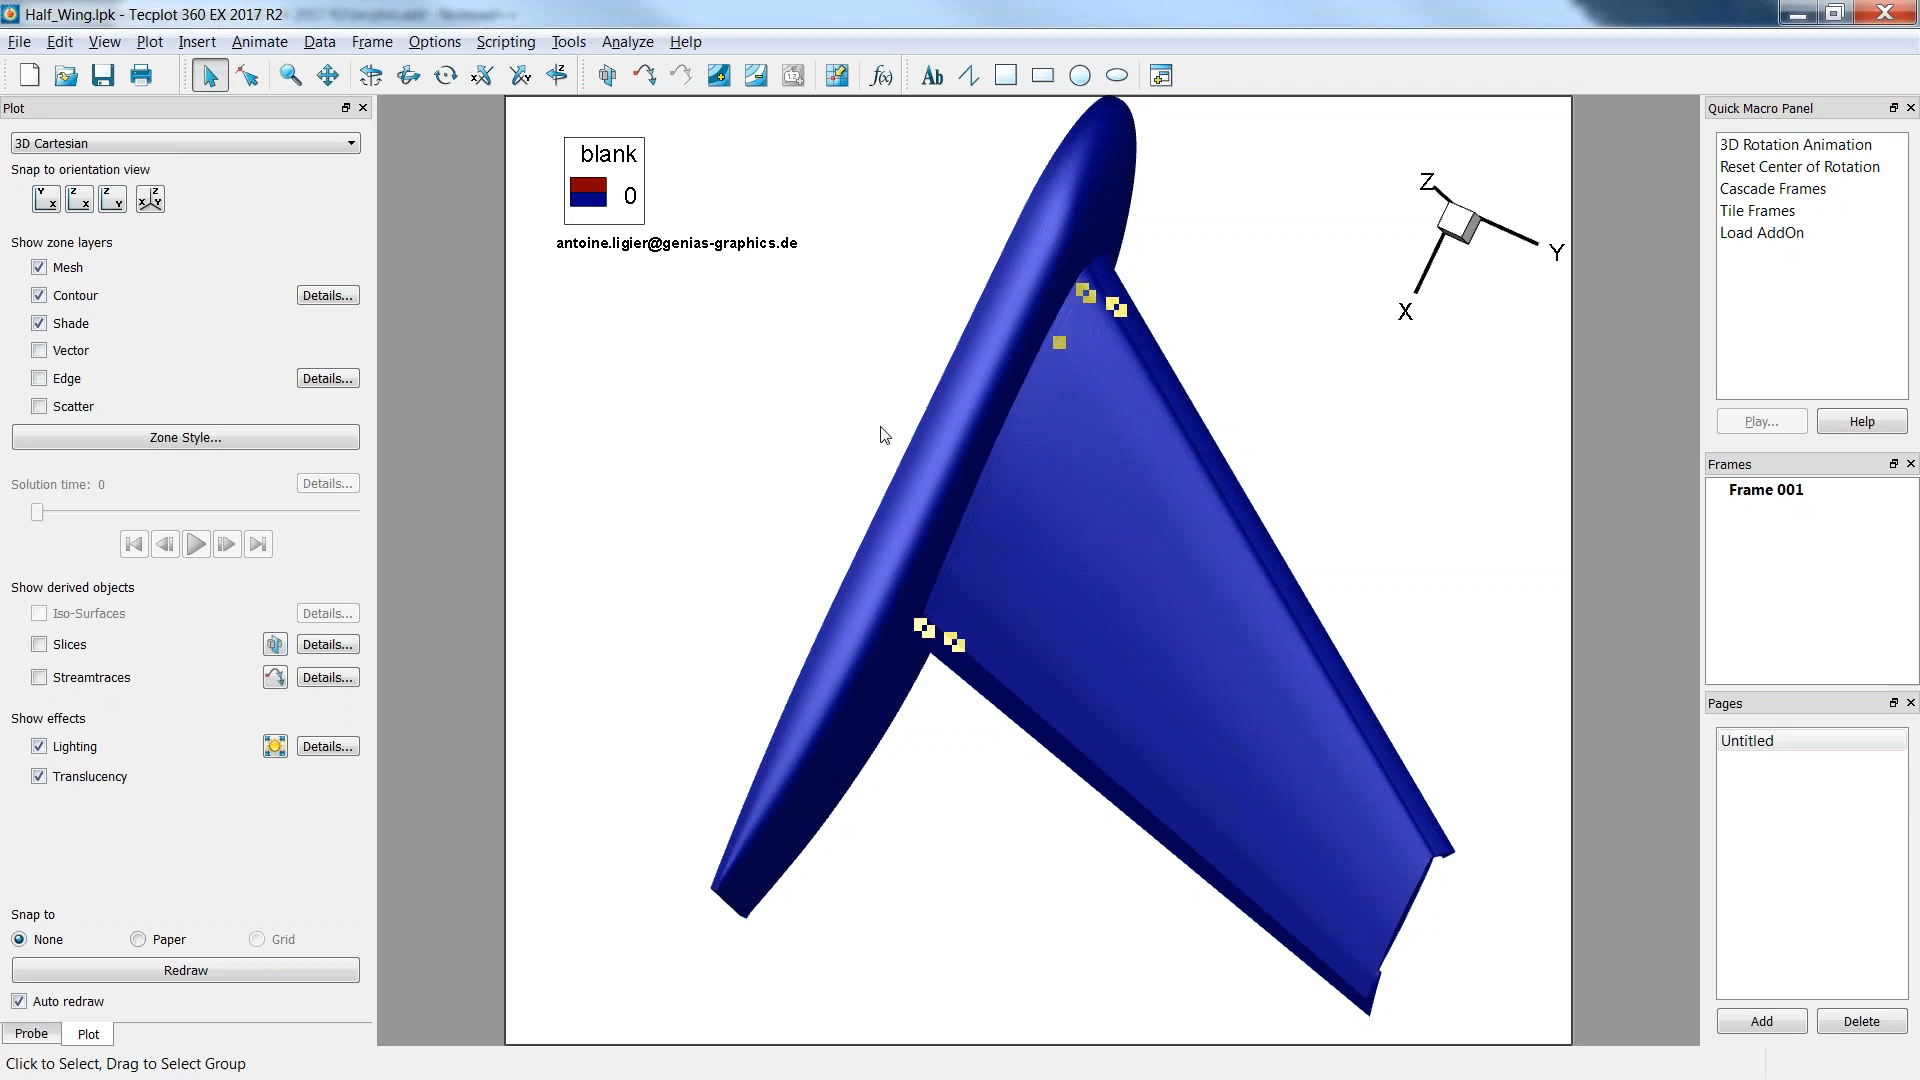 Half_Wing.lpk - Tecplot 360 EX 2017 R2
File Edit View Plot Insert Animate Data Frame Options Scripting Tools Analyze Help
Plot
3D Cartesian
Snap to orientation view
Show zone layers
Mesh
Contour Details...
Shade
Vector
Edge Details...
Scatter
Zone Style...
Solution time: 0 Details...
Show derived objects
Iso-Surfaces Details...
Slices Details...
Streamtraces Details...
Show effects
Lighting Details...
Translucency
Snap to
None Paper Grid
Redraw
Auto redraw
Probe Plot
Click to Select, Drag to Select Group
blank
0
antoine.ligier@genias-graphics.de
Z
Y
X
Quick Macro Panel
3D Rotation Animation
Reset Center of Rotation
Cascade Frames
Tile Frames
Load AddOn
Play... Help
Frames
Frame 001
Pages
Untitled
Add Delete